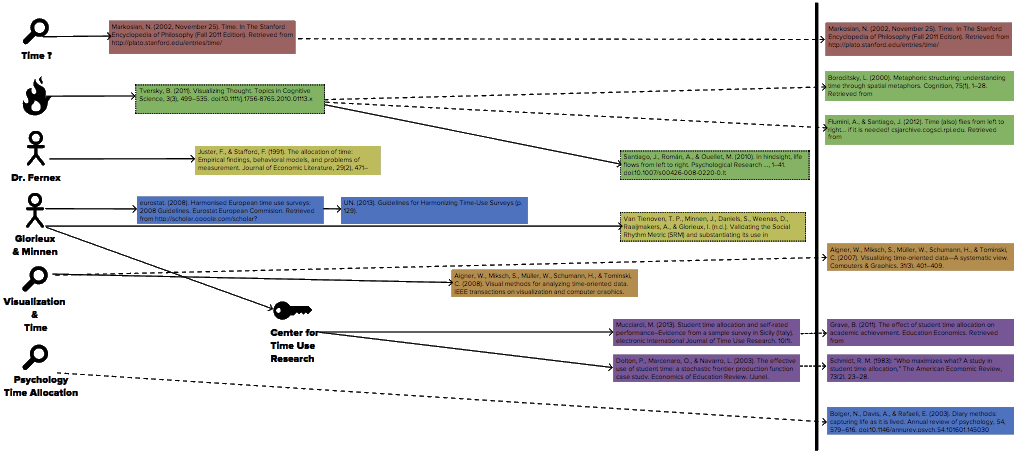 Time ?
Markosian, N. (2002, November 25). Time. In The Stanford
Encyclopedia of Philosophy (Fall 2011 Edition). Retrieved from
http://plato.stanford.edu/entries/time/
Markosian, N. (2002, November 25). Time. In The Stanford
Encyclopedia of Philosophy (Fall 2011 Edition). Retrieved from
http://plato.stanford.edu/entries/time/
Tversky, B. (2011). Visualizing Thought. Topics in Cognitive
Science, 3(3), 499–535. doi:10.1111/j.1756-8765.2010.01113.x
Boroditsky, L. (2000). Metaphoric structuring: understanding
time through spatial metaphors. Cognition, 75(1), 1–28.
Retrieved from
Flumini, A., & Santiago, J. (2012). Time (also) flies from left to
right... if it is needed! csjarchive.cogsci.rpi.edu. Retrieved
from
Dr. Fernex
Juster, F., & Stafford, F. (1991). The allocation of time:
Empirical findings, behavioral models, and problems of
measurement. Journal of Economic Literature, 29(2), 471–
Santiago, J., Román, A., & Ouellet, M. (2010). In hindsight, life
flows from left to right. Psychological Research ..., 1–41.
doi:10.1007/s00426-008-0220-0.It
Glorieux
& Minnen
eurostat. (2008). Harmonised European time use surveys:
2008 Guidelines. Eurostat European Commision. Retrieved
from http://scholar.google.com/scholar?
UN. (2013). Guidelines for Harmonizing Time-Use Surveys (p.
129).
Van Tienoven, T. P., Minnen, J., Daniels, S., Weenas, D.,
Raaijmakers, A., & Glorieux, I. (n.d.). Validating the Social
Rhythm Metric (SRM) and substantiating its use in
Visualization
&
Time
Aigner, W., Miksch, S., Müller, W., Schumann, H., & Tominski,
C. (2008). Visual methods for analyzing time-oriented data.
IEEE transactions on visualization and computer graphics.
Aigner, W., Miksch, S., Müller, W., Schumann, H., & Tominski,
C. (2007). Visualizing time-oriented data—A systematic view.
Computers & Graphics, 31(3), 401–409.
Center for
Time Use
Research
Mucciardi, M. (2013). Student time allocation and self-rated
performance–Evidence from a sample survey in Sicily (Italy).
electronic International Journal of Time Use Research, 10(1).
Grave, B. (2011). The effect of student time allocation on
academic achievement. Education Economics. Retrieved
from
Dolton, P., Marcenaro, O., & Navarro, L. (2003). The effective
use of student time: a stochastic frontier production function
case study. Economics of Education Review, (June),
Schmidt, R. M. (1983). "Who maximizes what? A study in
student time allocation," The American Economic Review,
73(2), 23–28.
Psychology
Time Allocation
Bolger, N., Davis, A., & Rafaeli, E. (2003). Diary methods:
capturing life as it is lived. Annual review of psychology, 54,
579–616. doi:10.1146/annurev.psych.54.101601.145030